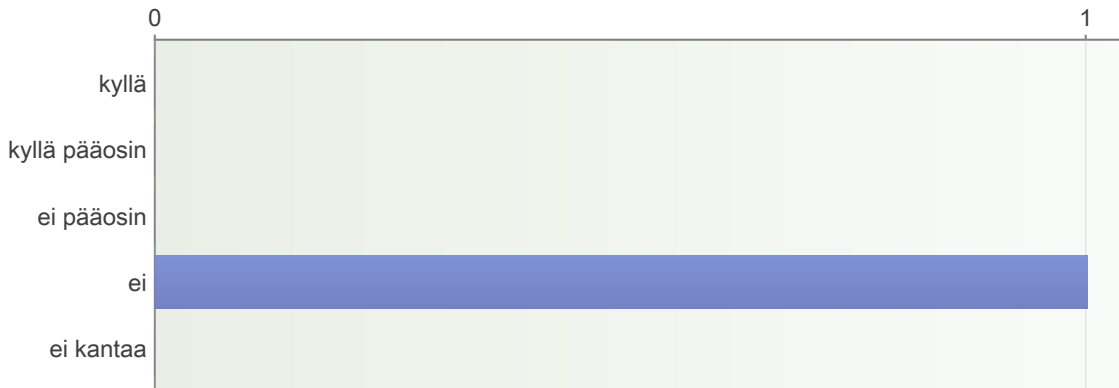 0 1
kyllä
kyllä pääosin
ei pääosin
ei
ei kantaa